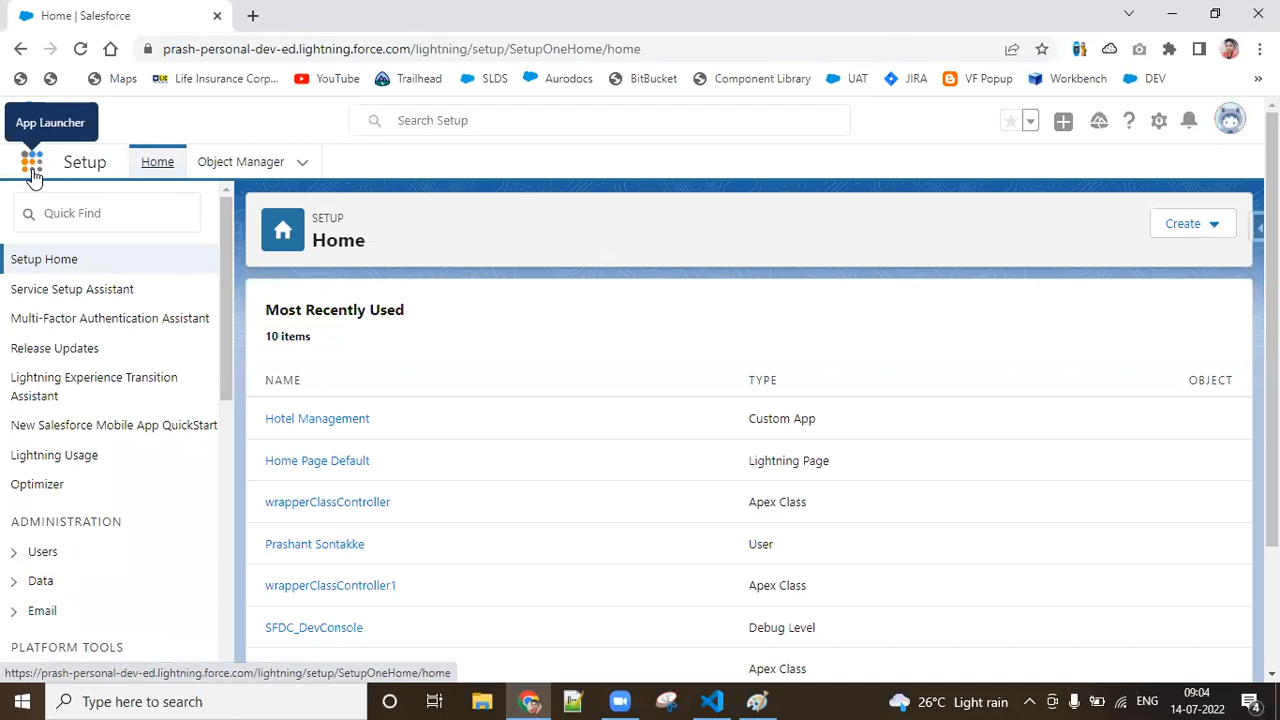 Home | Salesforce
prash-personal-dev-ed.lightning.force.com/lightning/setup/SetupOneHome/home
Maps
Life Insurance Corp...
YouTube
Trailhead
SLDS
Aurodocs
BitBucket
Component Library
UAT
JIRA
VF Popup
Workbench
DEV
»
App Launcher
Search Setup
Setup
Home
Object Manager
Quick Find
Setup Home
Service Setup Assistant
Multi-Factor Authentication Assistant
Release Updates
Lightning Experience Transition
Assistant
New Salesforce Mobile App QuickStart
Lightning Usage
Optimizer
ADMINISTRATION
Users
Data
Email
PLATFORM TOOLS
SETUP
Home
Create
Most Recently Used
10 items
NAME TYPE OBJECT
Hotel Management Custom App
Home Page Default Lightning Page
wrapperClassController Apex Class
Prashant Sontakke User
wrapperClassController1 Apex Class
SFDC_DevConsole Debug Level
Apex Class
https://prash-personal-dev-ed.lightning.force.com/lightning/setup/SetupOneHome/home
Type here to search
26°C Light rain
ENG
09:04
14-07-2022
4